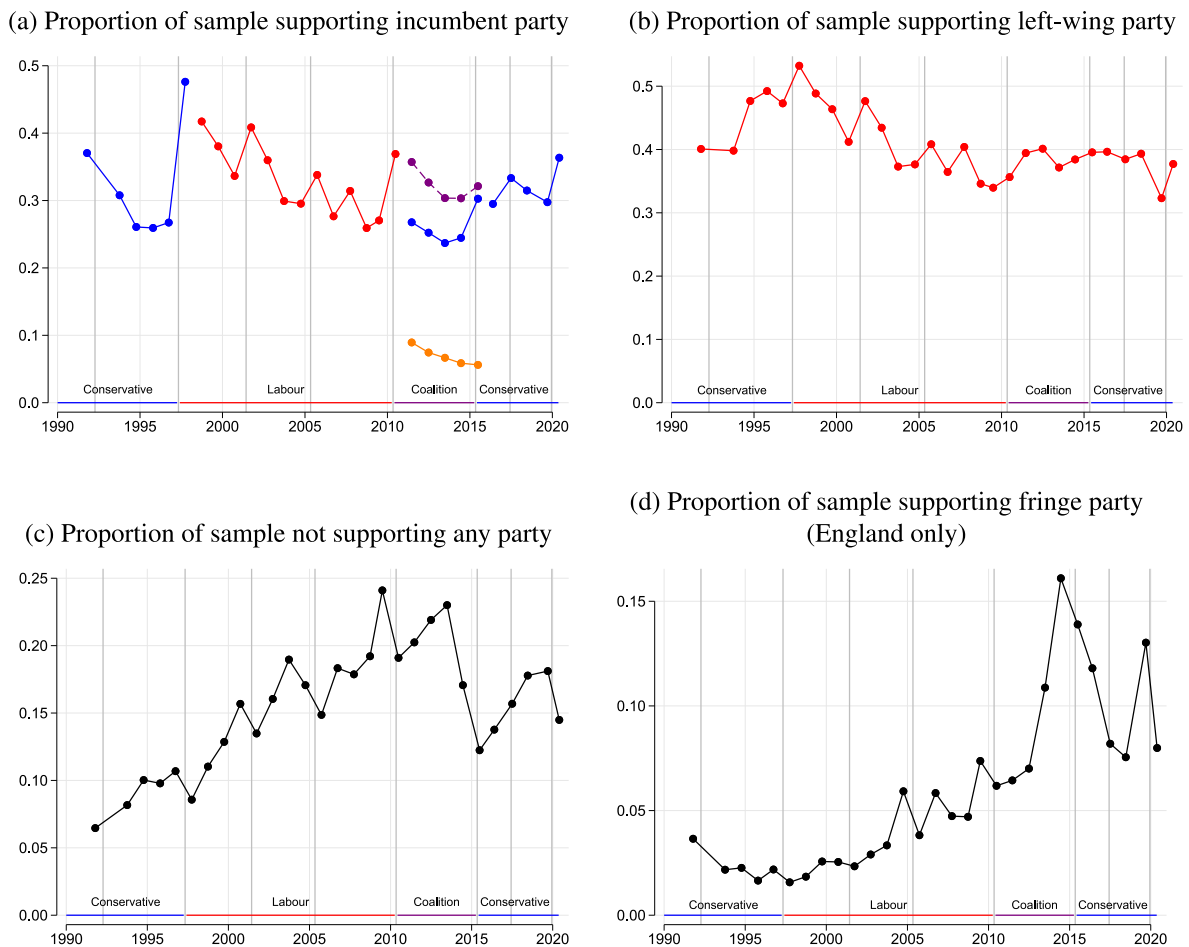 (a) Proportion of sample supporting incumbent party
0.5
0.4
0.3
0.2
0.1
0.0
Conservative Labour Coalition Conservative
1990 1995 2000 2005 2010 2015 2020
(b) Proportion of sample supporting left-wing party
0.5
0.4
0.3
0.2
0.1
0.0
Conservative Labour Coalition Conservative
1990 1995 2000 2005 2010 2015 2020
(c) Proportion of sample not supporting any party
0.25
0.20
0.15
0.10
0.05
0.00
Conservative Labour Coalition Conservative
1990 1995 2000 2005 2010 2015 2020
(d) Proportion of sample supporting fringe party
(England only)
0.15
0.10
0.05
0.00
Conservative Labour Coalition Conservative
1990 1995 2000 2005 2010 2015 2020